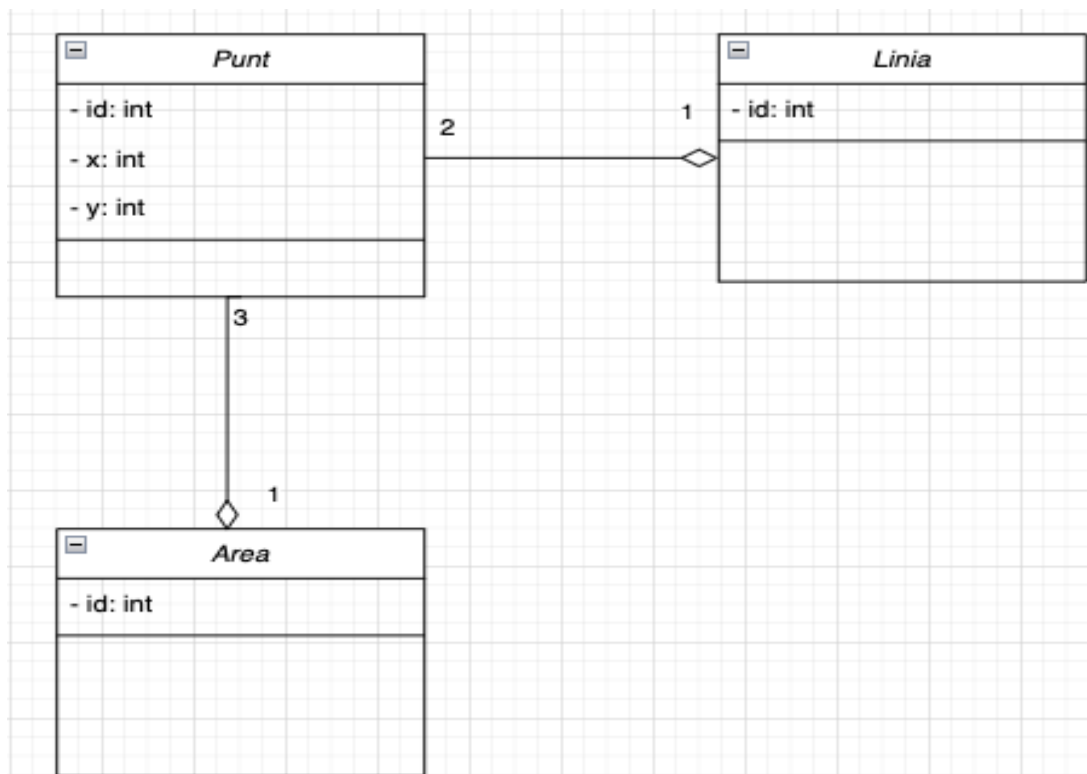 Punt
- id: int
- x: int
- y: int
2
1
Linia
- id: int
3
1
Area
- id: int